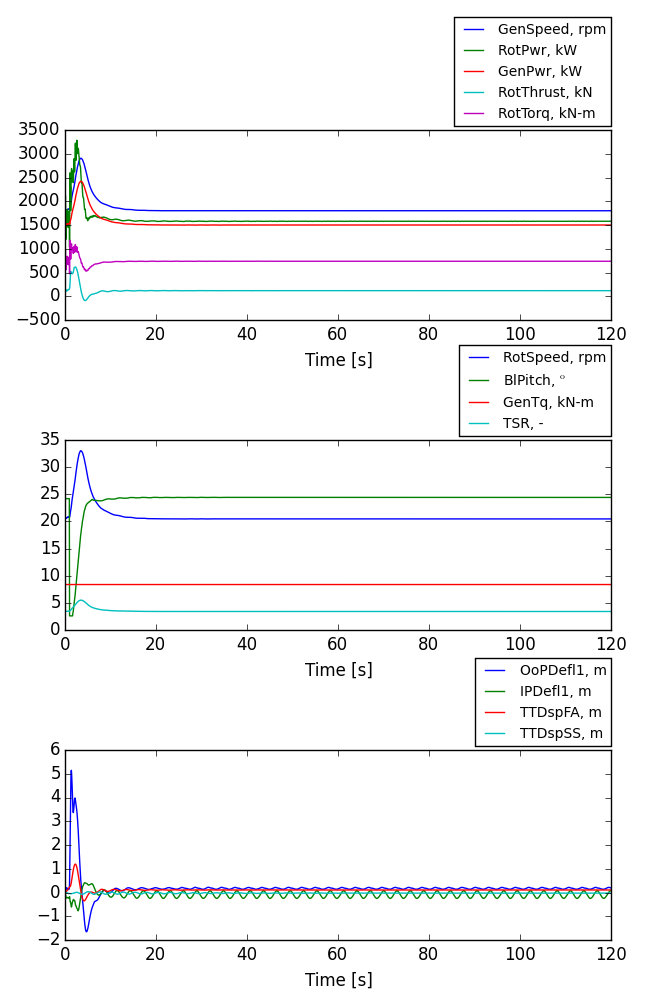 GenSpeed, rpm
RotPwr, kW
GenPwr, kW
RotThrust, kN
RotTorq, kN-m
3500
3000
2500
2000
1500
1000
500
0
−500
0 20 40 60 80 100 120
Time [s]
RotSpeed, rpm
BlPitch, °
GenTq, kN-m
TSR, -
35
30
25
20
15
10
5
0
0 20 40 60 80 100 120
Time [s]
OoPDefl1, m
IPDefl1, m
TTDspFA, m
TTDspSS, m
6
5
4
3
2
1
0
−1
−2
0 20 40 60 80 100 120
Time [s]